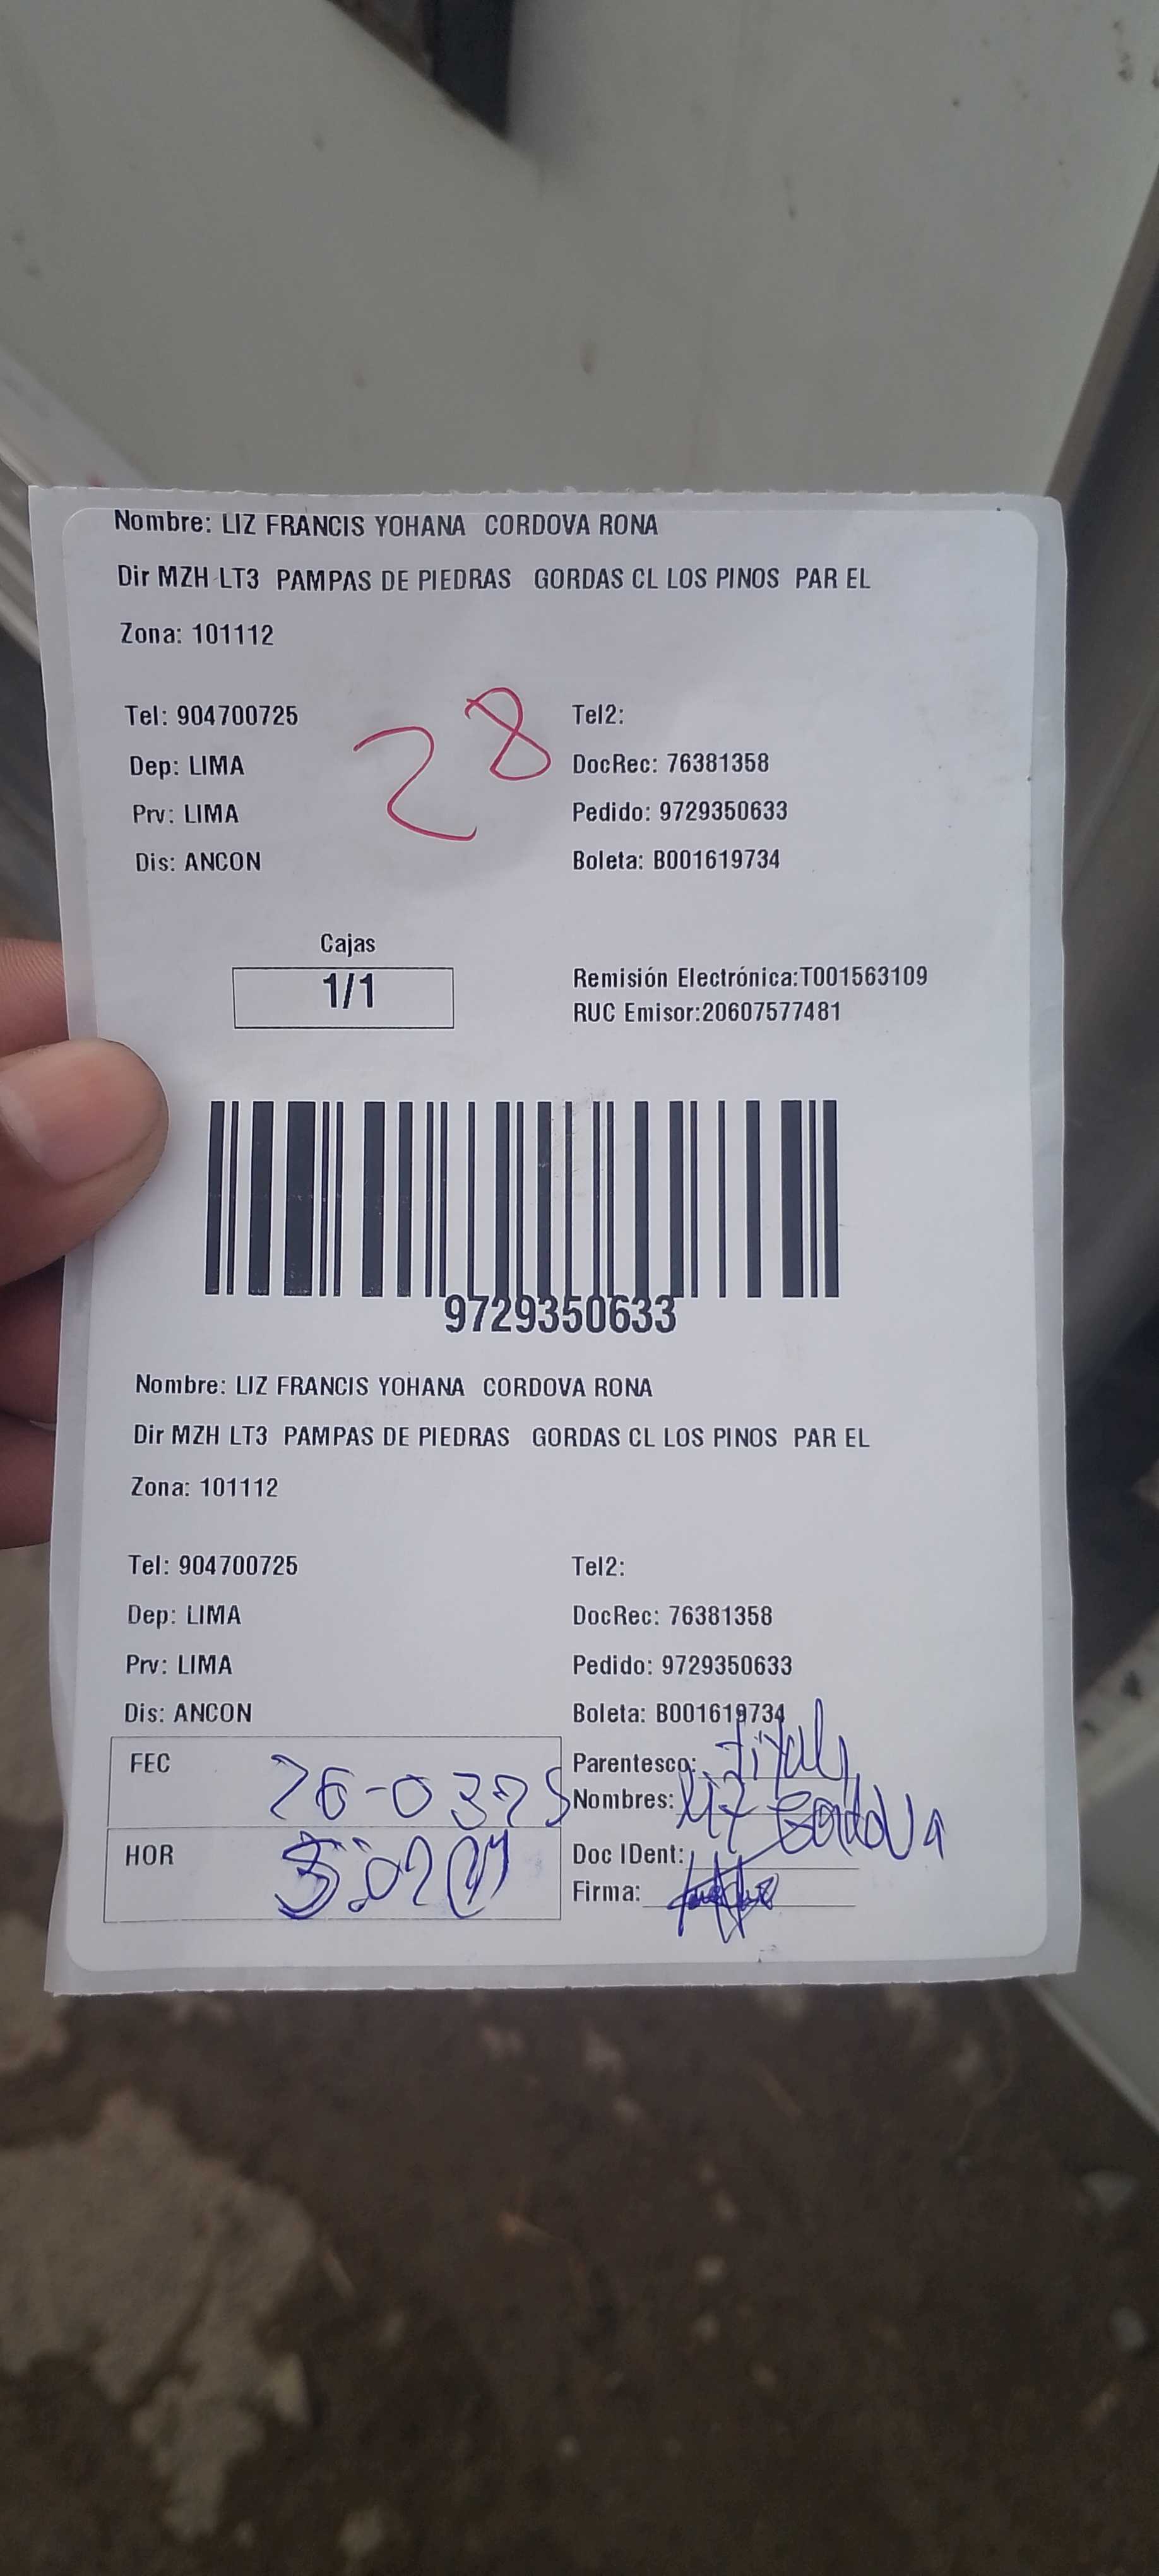 Nombre: LIZ FRANCIS YOHANA CORDOVA RONA
Dir MZH LT3 PAMPAS DE PIEDRAS GORDAS CL LOS PINOS PAR EL
Zona: 101112
28
Tel: 904700725 Tel2:
Dep: LIMA DocRec: 76381358
Prv: LIMA Pedido: 9729350633
Dis: ANCON Boleta: B001619734
Cajas
1/1
Remisión Electrónica:T001563109
RUC Emisor:20607577481
9729350633
Nombre: LIZ FRANCIS YOHANA CORDOVA RONA
Dir MZH LT3 PAMPAS DE PIEDRAS GORDAS CL LOS PINOS PAR EL
Zona: 101112
Tel: 904700725 Tel2:
Dep: LIMA DocRec: 76381358
Prv: LIMA Pedido: 9729350633
Dis: ANCON Boleta: B001619734
FEC 26-0325 Parentesco:
Nombres: Liz Cordova
HOR Doc IDent:
Firma: